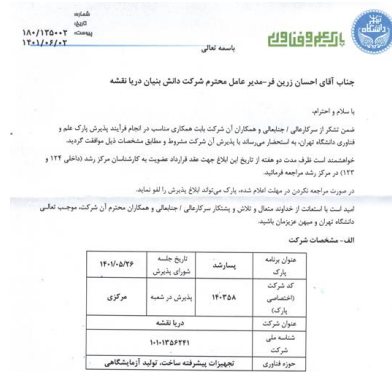 شماره:
تاریخ:
پیوست:
۱۸۰/۱۳۵۰۰۲
۱۴۰۱/۰۶/۰۲
پارک علم و فناوری
باسمه تعالی
جناب آقای احسان زرین فر-مدیر عامل محترم شرکت دانش بنیان دریا نقشه
با سلام و احترام،
ضمن تشکر از سرکارعالی / جنابعالی و همکاران آن شرکت بابت همکاری مناسب در انجام فرآیند پذیرش پارک علم و
فناوری دانشگاه تهران، به استحضار می‌رساند با پذیرش آن شرکت مشروط و مطابق مشخصات ذیل موافقت گردید.
خواهشمند است ظرف مدت دو هفته از تاریخ این ابلاغ جهت عقد قرارداد عضویت به کارشناسان مرکز رشد (داخلی ۱۲۴ و
۱۲۳) در مرکز رشد مراجعه فرمائید.
در صورت مراجعه نکردن در مهلت اعلام شده، پارک می‌تواند ابلاغ پذیرش را لغو نماید.
امید است با استعانت از خداوند متعال و تلاش و پشتکار سرکارعالی / جنابعالی و همکاران محترم آن شرکت، موجب تعالی
دانشگاه تهران و میهن عزیزمان باشید.
الف- مشخصات شرکت
عنوان برنامه پارک
پسارشد
تاریخ جلسه شورای پذیرش
۱۴۰۱/۰۵/۲۶
کد شرکت (اختصاصی پارک)
۱۴۰۳۵۸
پذیرش در شعبه
مرکزی
عنوان شرکت
دریا نقشه
شناسه ملی شرکت
۱۰۱۰۱۳۵۶۲۴۱
حوزه فناوری
تجهیزات پیشرفته ساخت، تولید آزمایشگاهی